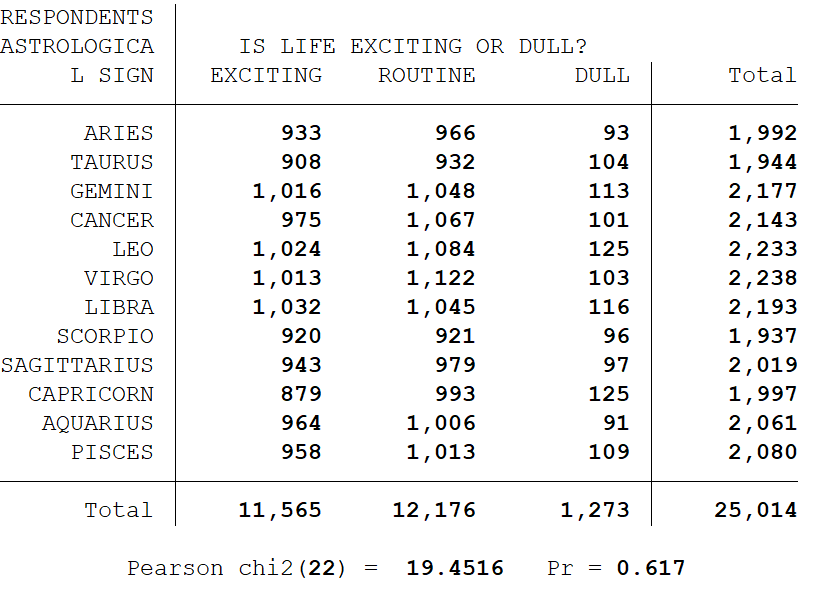 RESPONDENTS
ASTROLOGICA IS LIFE EXCITING OR DULL?
L SIGN EXCITING ROUTINE DULL Total
ARIES 933 966 93 1,992
TAURUS 908 932 104 1,944
GEMINI 1,016 1,048 113 2,177
CANCER 975 1,067 101 2,143
LEO 1,024 1,084 125 2,233
VIRGO 1,013 1,122 103 2,238
LIBRA 1,032 1,045 116 2,193
SCORPIO 920 921 96 1,937
SAGITTARIUS 943 979 97 2,019
CAPRICORN 879 993 125 1,997
AQUARIUS 964 1,006 91 2,061
PISCES 958 1,013 109 2,080
Total 11,565 12,176 1,273 25,014
Pearson chi2(22) = 19.4516 Pr = 0.617